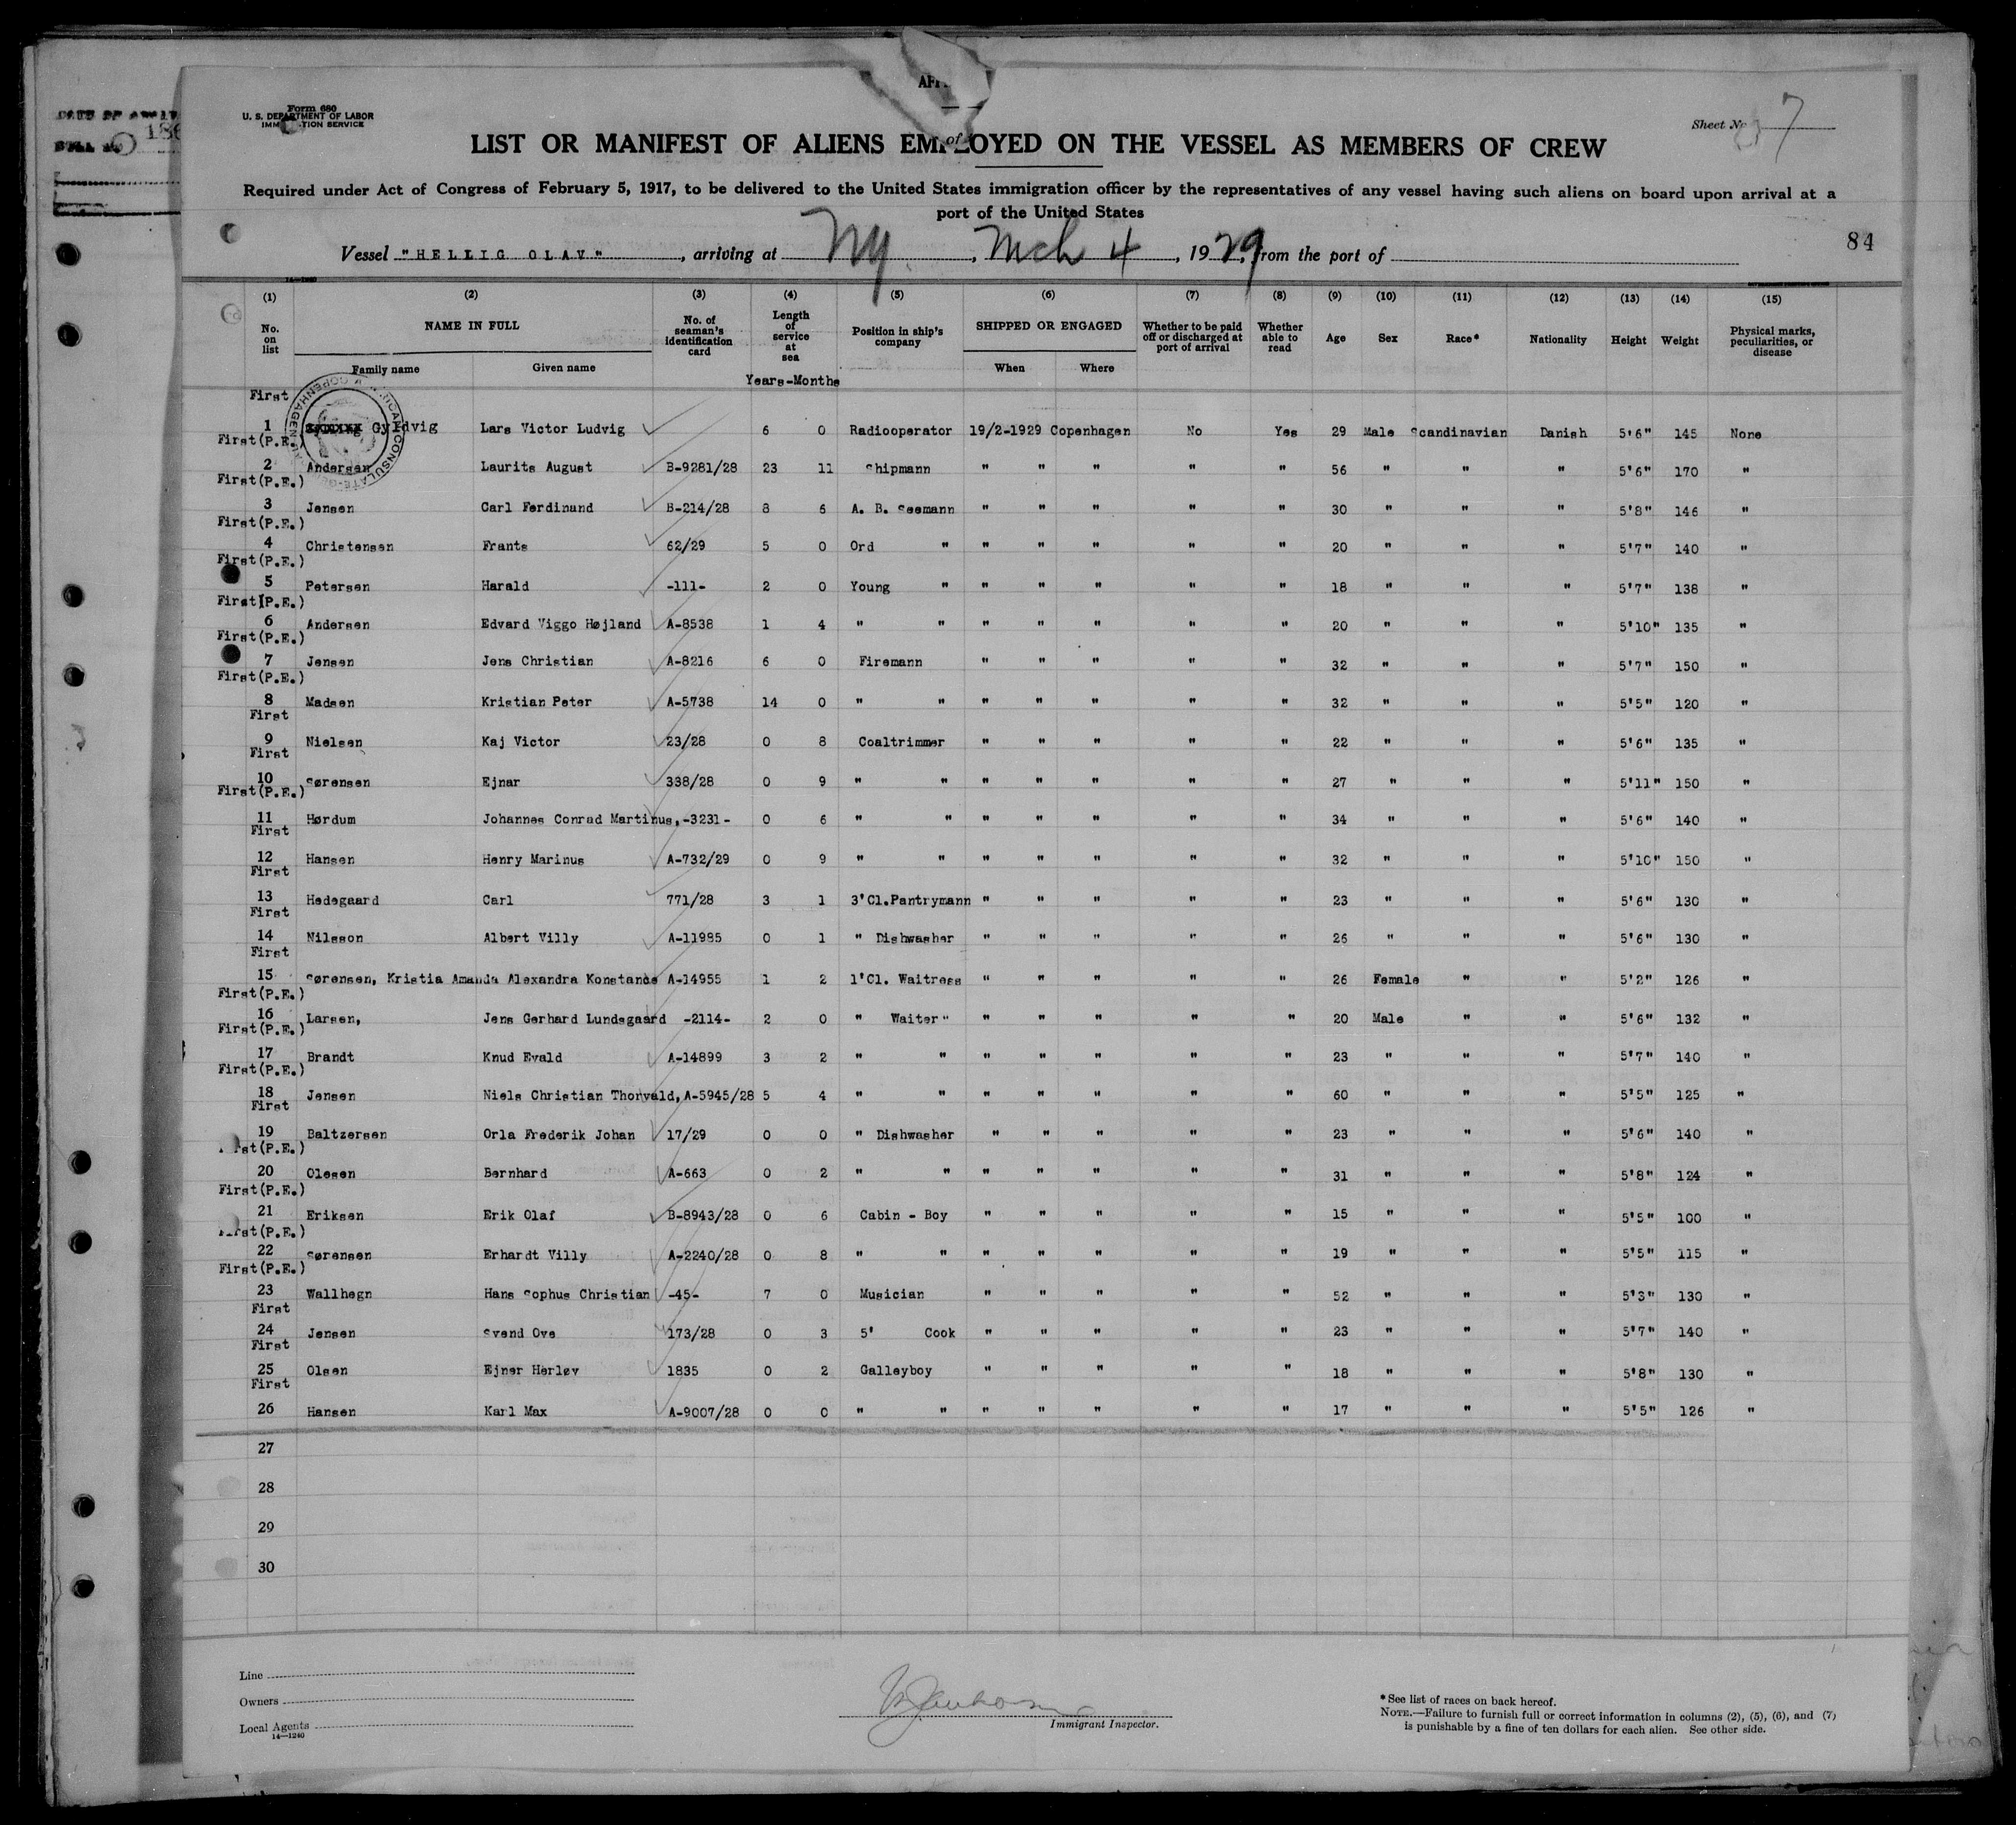 Form 680
U. S. DEPARTMENT OF LABOR
IMMIGRATION SERVICE
Sheet No. 7
LIST OR MANIFEST OF ALIENS EMPLOYED ON THE VESSEL AS MEMBERS OF CREW
Required under Act of Congress of February 5, 1917, to be delivered to the United States immigration officer by the representatives of any vessel having such aliens on board upon arrival at a
port of the United States
84
Vessel "HELLIG OLAV", arriving at NY, Mch 4, 1929, from the port of
(1) (2) (3) (4) (5) (6) (7) (8) (9) (10) (11) (12) (13) (14) (15)
No. on list NAME IN FULL Family name Given name No. of seaman's identification card Length of service at sea Position in ship's company SHIPPED OR ENGAGED When Where Whether to be paid off or discharged at port of arrival Whether able to read Age Sex Race* Nationality Height Weight Physical marks, peculiarities, or disease
Years-Months
First
1 Gyldvig Lars Victor Ludvig 6 0 Radiooperator 19/2-1929 Copenhagen No Yes 29 Male Scandinavian Danish 5'6" 145 None
First(P.E.)
2 Andersen Laurits August B-9281/28 23 11 Shipmann " " " " " 56 " " " 5'6" 170 "
First(P.E.)
3 Jensen Carl Ferdinand B-214/28 8 6 A. B. Seemann " " " " " 30 " " " 5'8" 146 "
First(P.E.)
4 Christensen Frants 62/29 5 0 Ord " " " " " " 20 " " " 5'7" 140 "
First(P.E.)
5 Petersen Harald -111- 2 0 Young " " " " " " 18 " " " 5'7" 138 "
First(P.E.)
6 Andersen Edvard Viggo Højland A-8538 1 4 " " " " " " " 20 " " " 5'10" 135 "
First(P.E.)
7 Jensen Jens Christian A-8216 6 0 Firemann " " " " " 32 " " " 5'7" 150 "
First(P.E.)
8 Madsen Kristian Peter A-5738 14 0 " " " " " " " 32 " " " 5'5" 120 "
First
9 Nielsen Kaj Victor 23/28 0 8 Coaltrimmer " " " " " 22 " " " 5'6" 135 "
First
10 Sørensen Ejnar 338/28 0 9 " " " " " " " 27 " " " 5'11" 150 "
First(P.E.)
11 Hørdum Johannes Conrad Martinus, -3231- 0 6 " " " " " " " 34 " " " 5'6" 140 "
First
12 Hansen Henry Marinus A-732/29 0 9 " " " " " " " 32 " " " 5'10" 150 "
First
13 Hedegaard Carl 771/28 3 1 3'Cl.Pantrymann " " " " " 23 " " " 5'6" 130 "
First
14 Nilsson Albert Villy A-11985 0 1 " Dishwasher " " " " " 26 " " " 5'6" 130 "
First
15 Sørensen, Kristia Amanda Alexandra Konstance A-14955 1 2 1'Cl. Waitress " " " " " 26 Female " " 5'2" 126 "
First(P.E.)
16 Larsen, Jens Gerhard Lundsgaard -2114- 2 0 " Waiter" " " " " " 20 Male " " 5'6" 132 "
First(P.E.)
17 Brandt Knud Evald A-14899 3 2 " " " " " " " 23 " " " 5'7" 140 "
First(P.E.)
18 Jensen Niels Christian Thorvald, A-5945/28 5 4 " " " " " " " 60 " " " 5'5" 125 "
First
19 Baltzersen Orla Frederik Johan 17/29 0 0 " Dishwasher " " " " " 23 " " " 5'6" 140 "
First(P.E.)
20 Olesen Bernhard A-663 0 2 " " " " " " " 31 " " " 5'8" 124 "
First(P.E.)
21 Eriksen Erik Olaf B-8943/28 0 6 Cabin - Boy " " " " " 15 " " " 5'5" 100 "
First(P.E.)
22 Sørensen Erhardt Villy A-2240/28 0 8 " " " " " " " 19 " " " 5'5" 115 "
First(P.E.)
23 Wallhegn Hans Sophus Christian -45- 7 0 Musician " " " " " 52 " " " 5'3" 130 "
First
24 Jensen Svend Ove 173/28 0 3 5' Cook " " " " " 23 " " " 5'7" 140 "
First
25 Olsen Ejner Herløv 1835 0 2 Galleyboy " " " " " 18 " " " 5'8" 130 "
First
26 Hansen Karl Max A-9007/28 0 0 " " " " " " " 17 " " " 5'5" 126 "
27
28
29
30
Line
Owners
Local Agents
14—1240
Immigrant Inspector.
*See list of races on back hereof.
NOTE.—Failure to furnish full or correct information in columns (2), (5), (6), and (7)
is punishable by a fine of ten dollars for each alien. See other side.